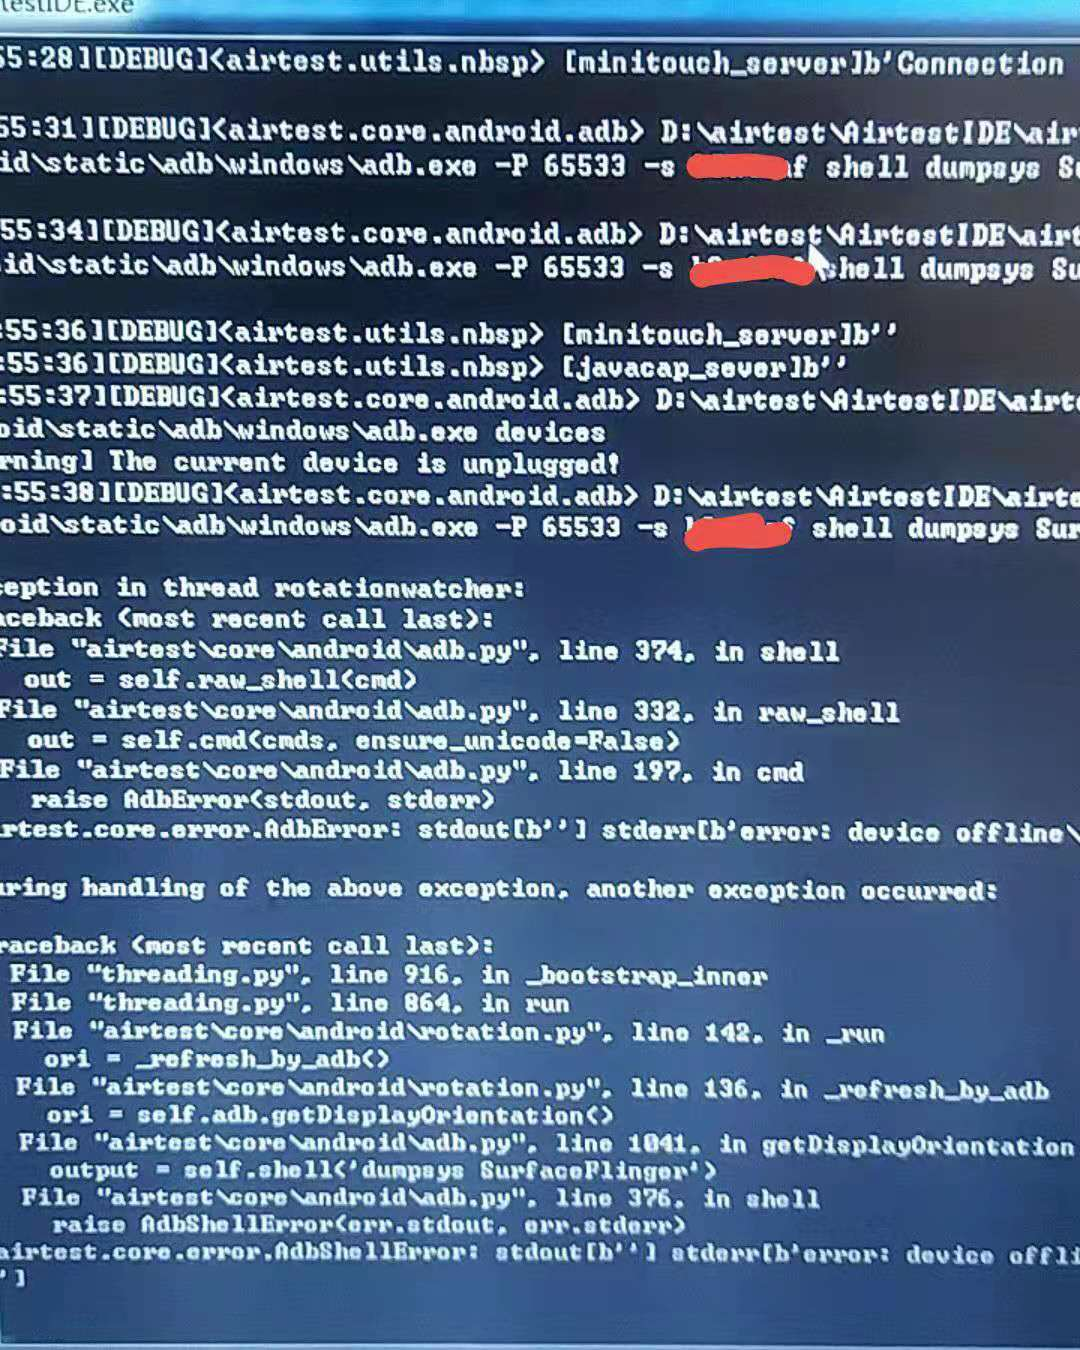 testIDE.exe
55:28][DEBUG]<airtest.utils.nbsp> [minitouch_server]b'Connection
55:31][DEBUG]<airtest.core.android.adb> D:\airtest\AirtestIDE\air
id\static\adb\windows\adb.exe -P 65533 -s f shell dumpsys S
55:34][DEBUG]<airtest.core.android.adb> D:\airtest\AirtestIDE\airt
id\static\adb\windows\adb.exe -P 65533 -s shell dumpsys Su
:55:36][DEBUG]<airtest.utils.nbsp> [minitouch_server]b''
:55:36][DEBUG]<airtest.utils.nbsp> [javacap_sever]b''
:55:37][DEBUG]<airtest.core.android.adb> D:\airtest\AirtestIDE\airte
oid\static\adb\windows\adb.exe devices
rning] The current device is unplugged!
:55:38][DEBUG]<airtest.core.android.adb> D:\airtest\AirtestIDE\airte
oid\static\adb\windows\adb.exe -P 65533 -s f shell dumpsys Sur
ception in thread rotationwatcher:
aceback (most recent call last):
File "airtest\core\android\adb.py", line 374, in shell
out = self.raw_shell(cmd)
File "airtest\core\android\adb.py", line 332, in raw_shell
out = self.cmd(cmds, ensure_unicode=False)
File "airtest\core\android\adb.py", line 197, in cmd
raise AdbError(stdout, stderr)
irtest.core.error.AdbError: stdout[b''] stderr[b'error: device offline\
uring handling of the above exception, another exception occurred:
raceback (most recent call last):
File "threading.py", line 916, in _bootstrap_inner
File "threading.py", line 864, in run
File "airtest\core\android\rotation.py", line 142, in _run
ori = _refresh_by_adb()
File "airtest\core\android\rotation.py", line 136, in _refresh_by_adb
ori = self.adb.getDisplayOrientation()
File "airtest\core\android\adb.py", line 1041, in getDisplayOrientation
output = self.shell('dumpsys SurfaceFlinger')
File "airtest\core\android\adb.py", line 376, in shell
raise AdbShellError(err.stdout, err.stderr)
airtest.core.error.AdbShellError: stdout[b''] stderr[b'error: device offli
']